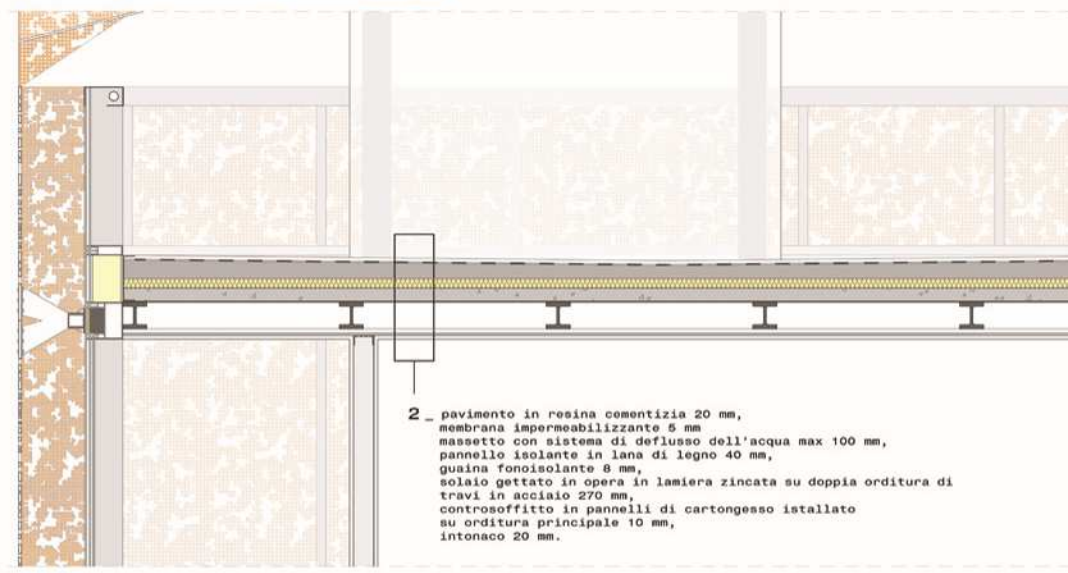 2 _ pavimento in resina cementizia 20 mm,
membrana impermeabilizzante 5 mm
massetto con sistema di deflusso dell'acqua max 100 mm,
pannello isolante in lana di legno 40 mm,
guaina fonoisolante 8 mm,
solaio gettato in opera in lamiera zincata su doppia orditura di
travi in acciaio 270 mm,
controsoffitto in pannelli di cartongesso istallato
su orditura principale 10 mm,
intonaco 20 mm.